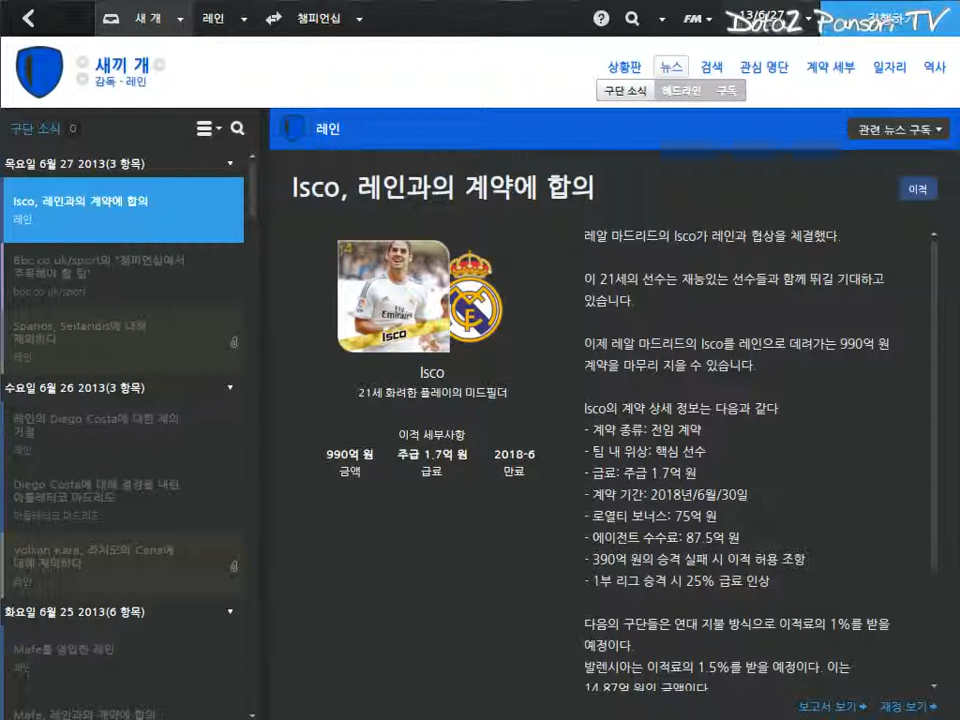 새 개
레인
챔피언십
FM
13/6/27
Dota2 Pansori TV
새끼 개
감독 - 레인
상황판
뉴스
검색
관심 명단
계약 세부
일자리
역사
구단 소식
헤드라인
구독
구단 소식 0
레인
관련 뉴스 구독
목요일 6월 27 2013(3 항목)
Isco, 레인과의 계약에 합의
레인
Bbc.co.uk/sport의 "챔피언십에서
주목해야 할 팀"
bbc.co.uk/sport
Spanos, Seitaridis에 대해
제의하다
레인
수요일 6월 26 2013(3 항목)
레인의 Diego Costa에 대한 제의
거절
레인
Diego Costa에 대해 결정을 내린
아틀레티코 마드리드
아틀레티코 마드리드
Volkan Kara, 라치오의 Cana에
대해 제의하다
레인
화요일 6월 25 2013(6 항목)
Mafe를 영입한 레인
레인
Mafe, 레인과의 계약에 합의
Isco, 레인과의 계약에 합의
이적
Isco
Isco
21세 화려한 플레이의 미드필더
이적 세부사항
990억 원
주급 1.7억 원
2018-6
금액
급료
만료
레알 마드리드의 Isco가 레인과 협상을 체결했다.
이 21세의 선수는 재능있는 선수들과 함께 뛰길 기대하고
있습니다.
이제 레알 마드리드의 Isco를 레인으로 데려가는 990억 원
계약을 마무리 지을 수 있습니다.
Isco의 계약 상세 정보는 다음과 같다
- 계약 종류: 전임 계약
- 팀 내 위상: 핵심 선수
- 급료: 주급 1.7억 원
- 계약 기간: 2018년/6월/30일
- 로열티 보너스: 75억 원
- 에이전트 수수료: 87.5억 원
- 390억 원의 승격 실패 시 이적 허용 조항
- 1부 리그 승격 시 25% 급료 인상
다음의 구단들은 연대 지불 방식으로 이적료의 1%를 받을
예정이다.
발렌시아는 이적료의 1.5%를 받을 예정이다. 이는
14.87억 원의 금액이다
보고서 보기
재정 보기